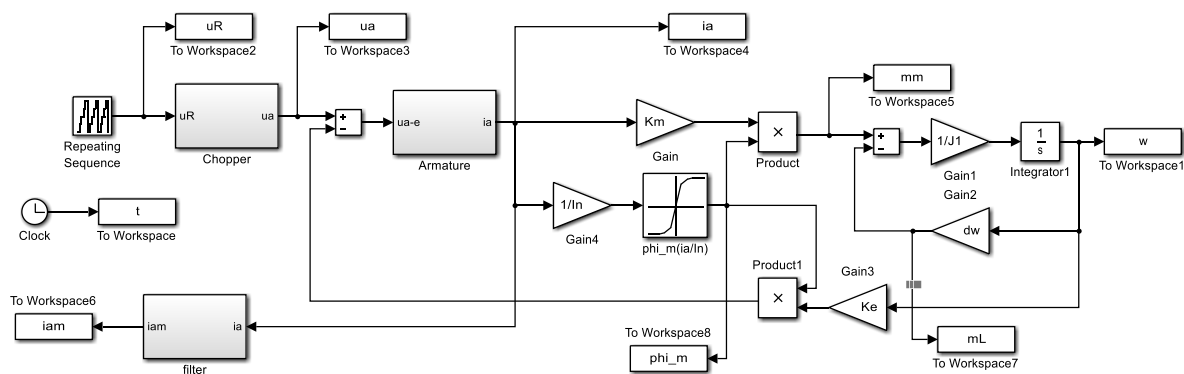 uR
To Workspace2
ua
To Workspace3
ia
To Workspace4
mm
To Workspace5
Repeating
Sequence
uR
ua
Chopper
+
−
ua-e
ia
Armature
Km
Gain
×
Product
+
−
1/J1
Gain1
1
s
Integrator1
w
To Workspace1
Clock
t
To Workspace
1/In
Gain4
phi_m(ia/In)
Gain2
dw
Product1
×
Gain3
Ke
To Workspace6
iam
iam
ia
filter
To Workspace8
phi_m
mL
To Workspace7